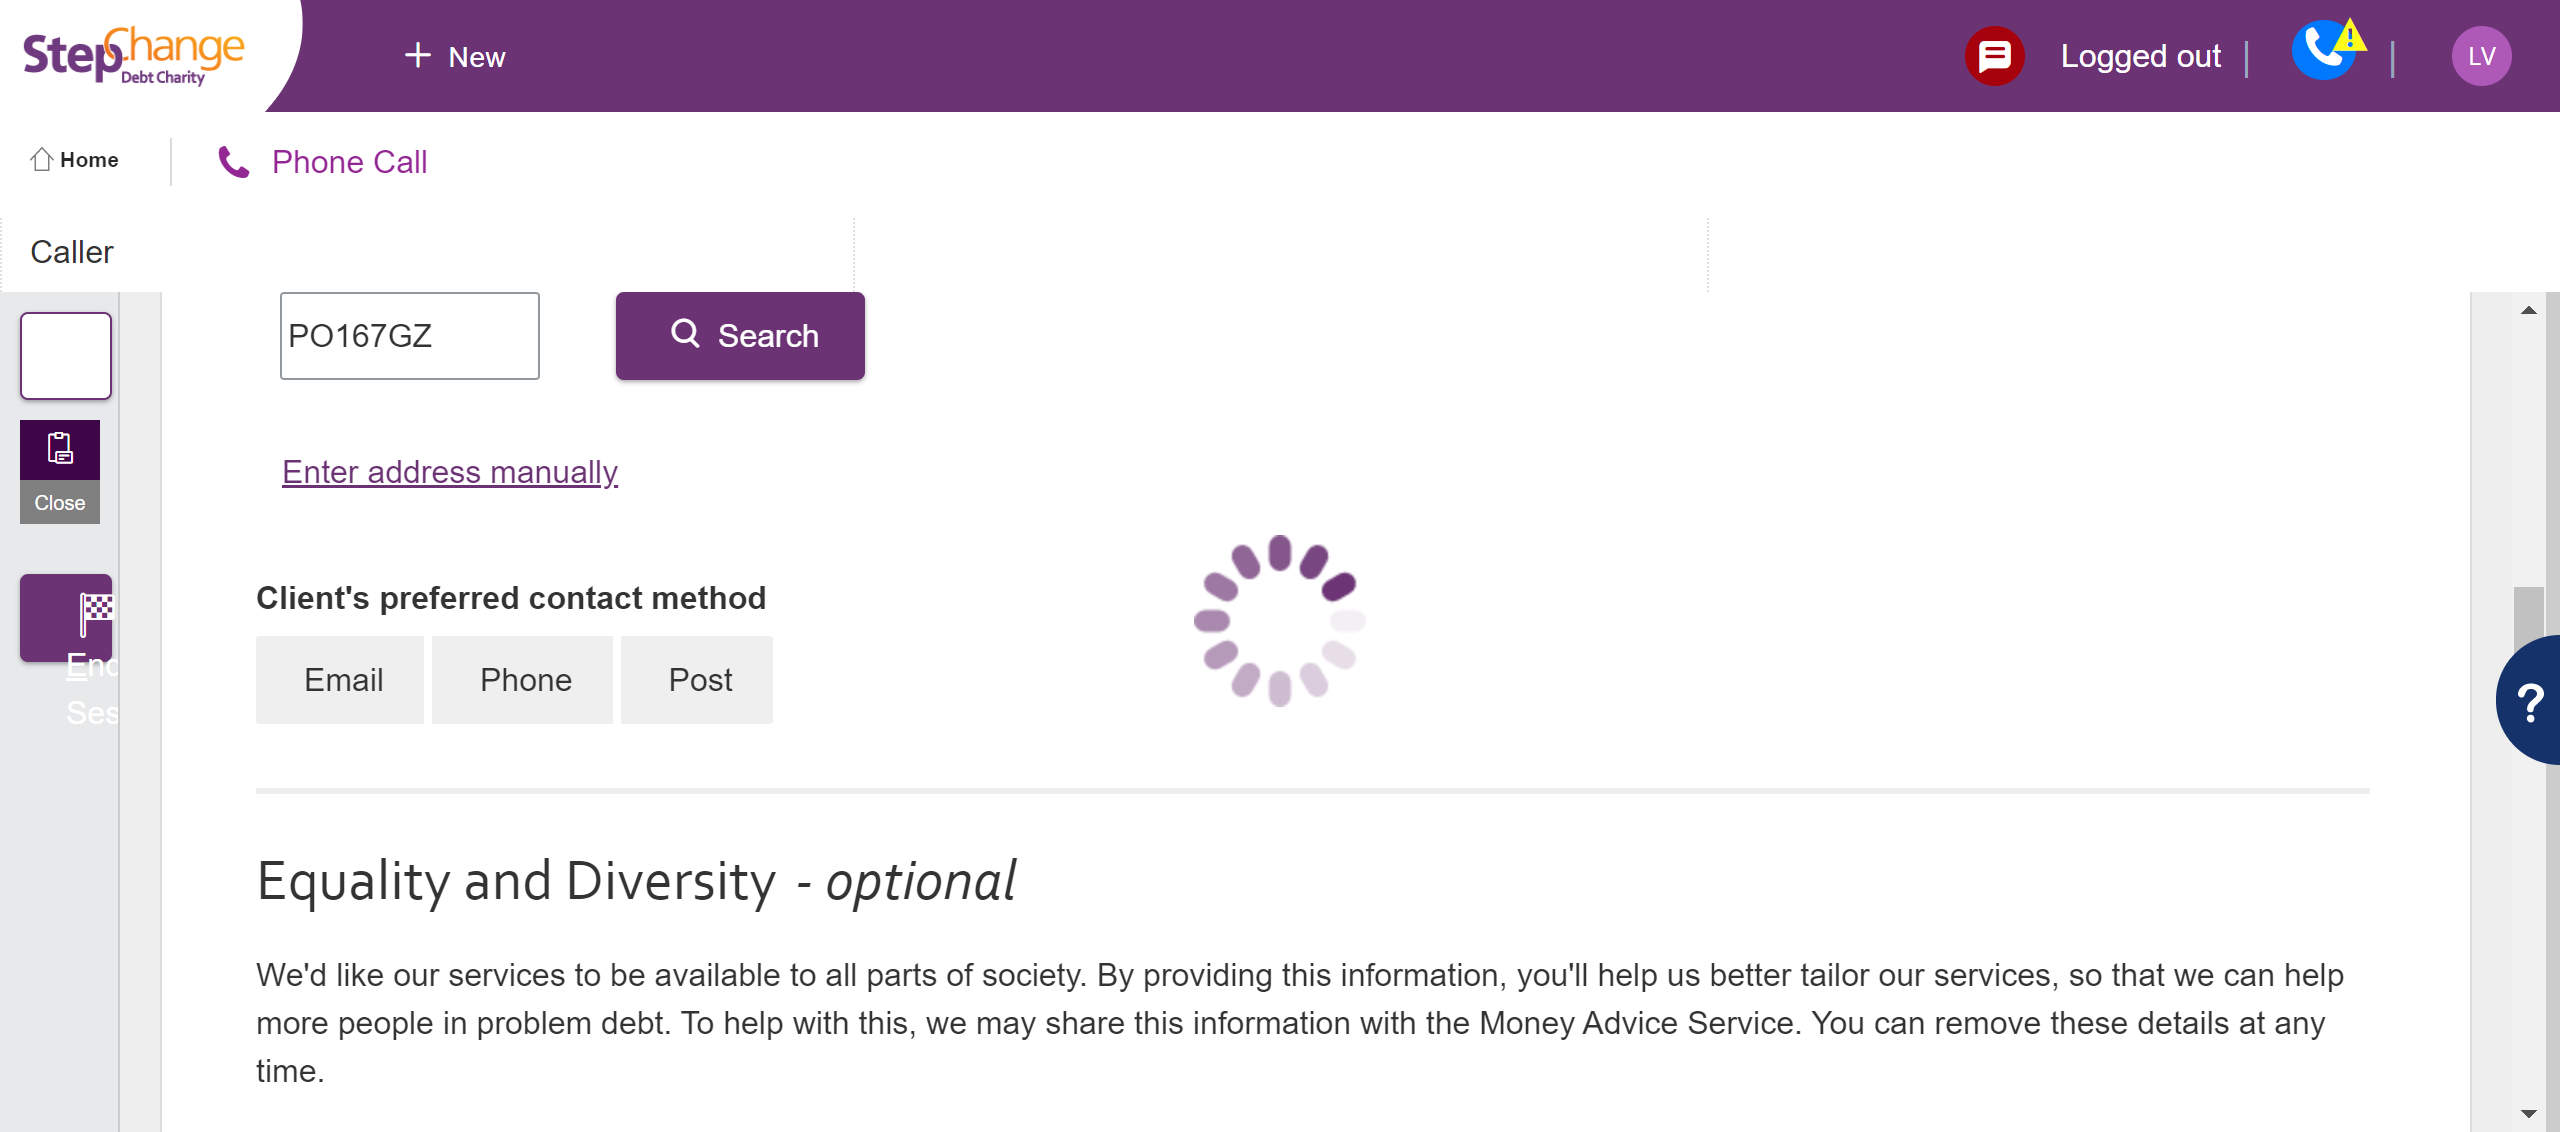 StepChange
Debt Charity
New
Logged out
LV
Home
Phone Call
Caller
PO167GZ
Search
Close
Enter address manually
Client's preferred contact method
Email
Phone
Post
End
Ses
Equality and Diversity - optional
We'd like our services to be available to all parts of society. By providing this information, you'll help us better tailor our services, so that we can help
more people in problem debt. To help with this, we may share this information with the Money Advice Service. You can remove these details at any
time.
?